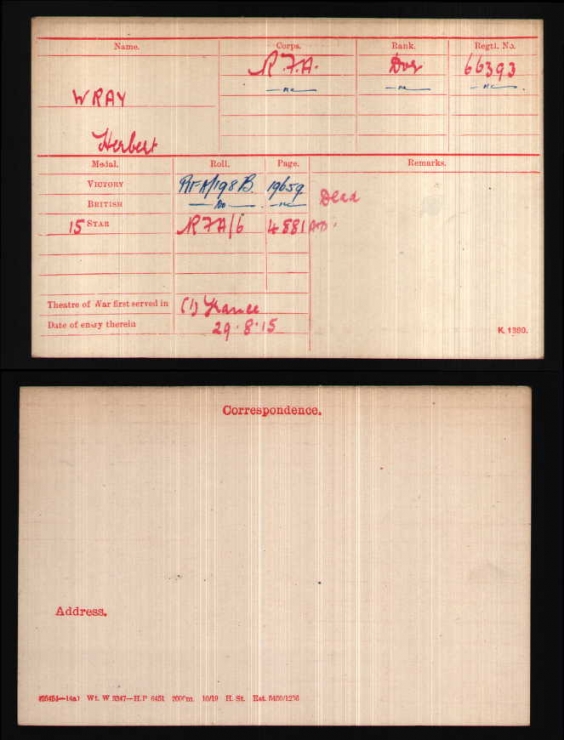 Name. Corps. Rank. Regtl. No.
WRAY R.F.A. Dvr 66393
Herbert
Medal. Roll. Page. Remarks.
VICTORY RFA/198B 19659
BRITISH Decd
15 STAR RFA/6 4881
Theatre of War first served in (1) France
Date of entry therein 29.8.15
K. 1380.
Correspondence.
Address.